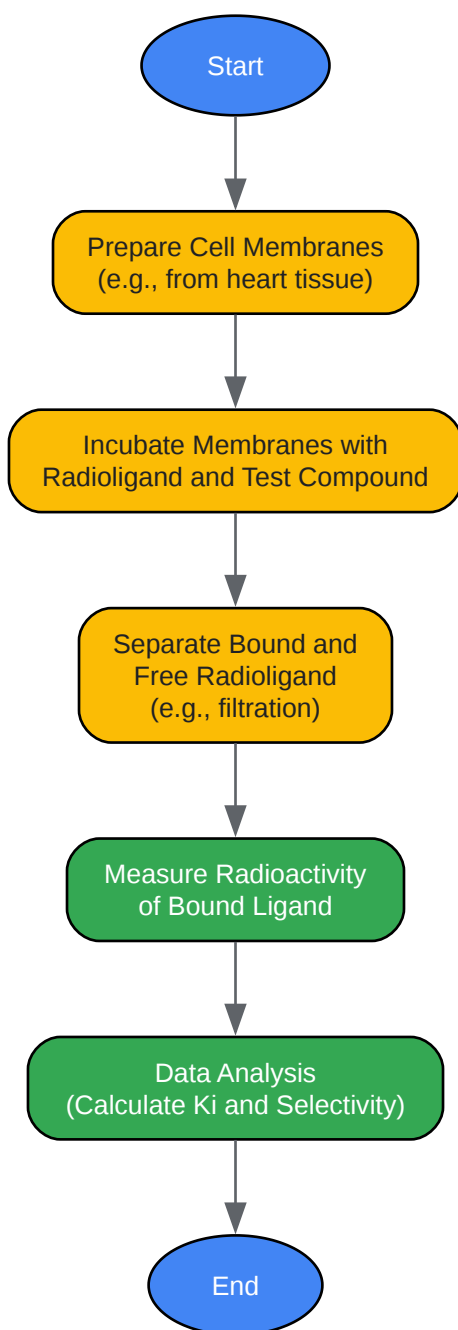 Start
Prepare Cell Membranes
(e.g., from heart tissue)
Incubate Membranes with
Radioligand and Test Compound
Separate Bound and
Free Radioligand
(e.g., filtration)
Measure Radioactivity
of Bound Ligand
Data Analysis
(Calculate Ki and Selectivity)
End